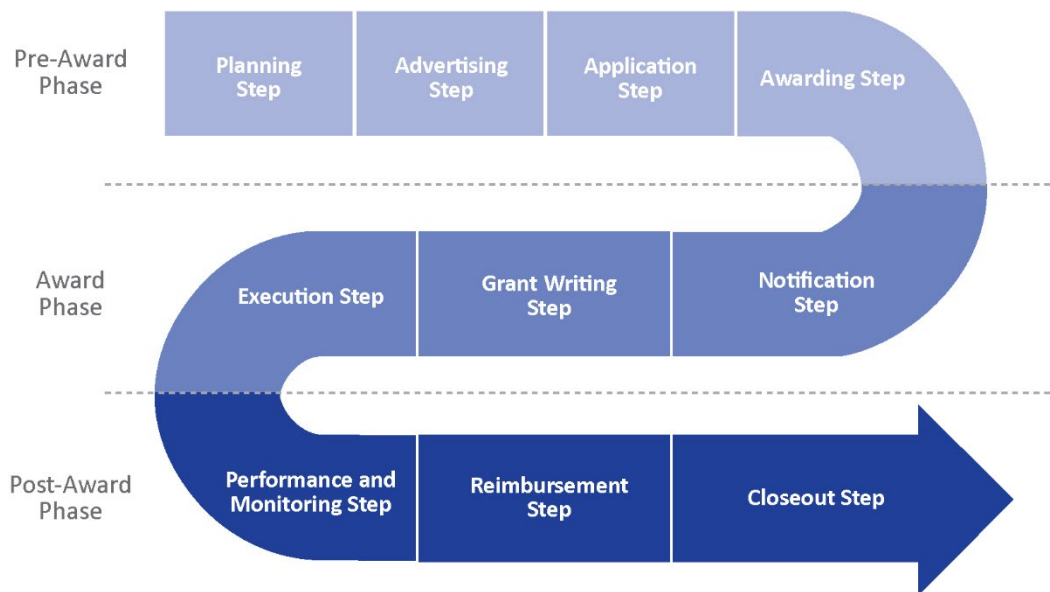 Pre-Award
Phase
Planning
Step
Advertising
Step
Application
Step
Awarding Step
Award
Phase
Execution Step
Grant Writing
Step
Notification
Step
Post-Award
Phase
Performance and
Monitoring Step
Reimbursement
Step
Closeout Step